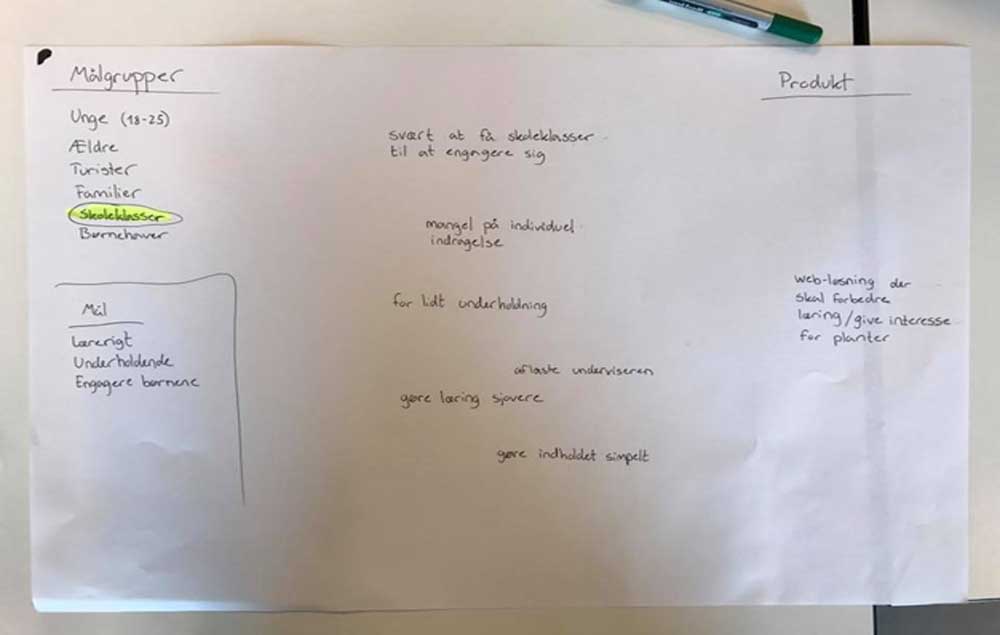 Målgrupper
Unge (18-25)
Ældre
Turister
Familier
Skoleklasser
Børnehaver
Mål
Lærerigt
Underholdende
Engagere børnene
svært at få skoleklasser
til at engagere sig
mangel på individuel
indragelse
for lidt underholdning
aflaste underviseren
gøre læring sjovere
gøre indholdet simpelt
Produkt
web-løsning der
skal forbedre
læring/give interesse
for planter